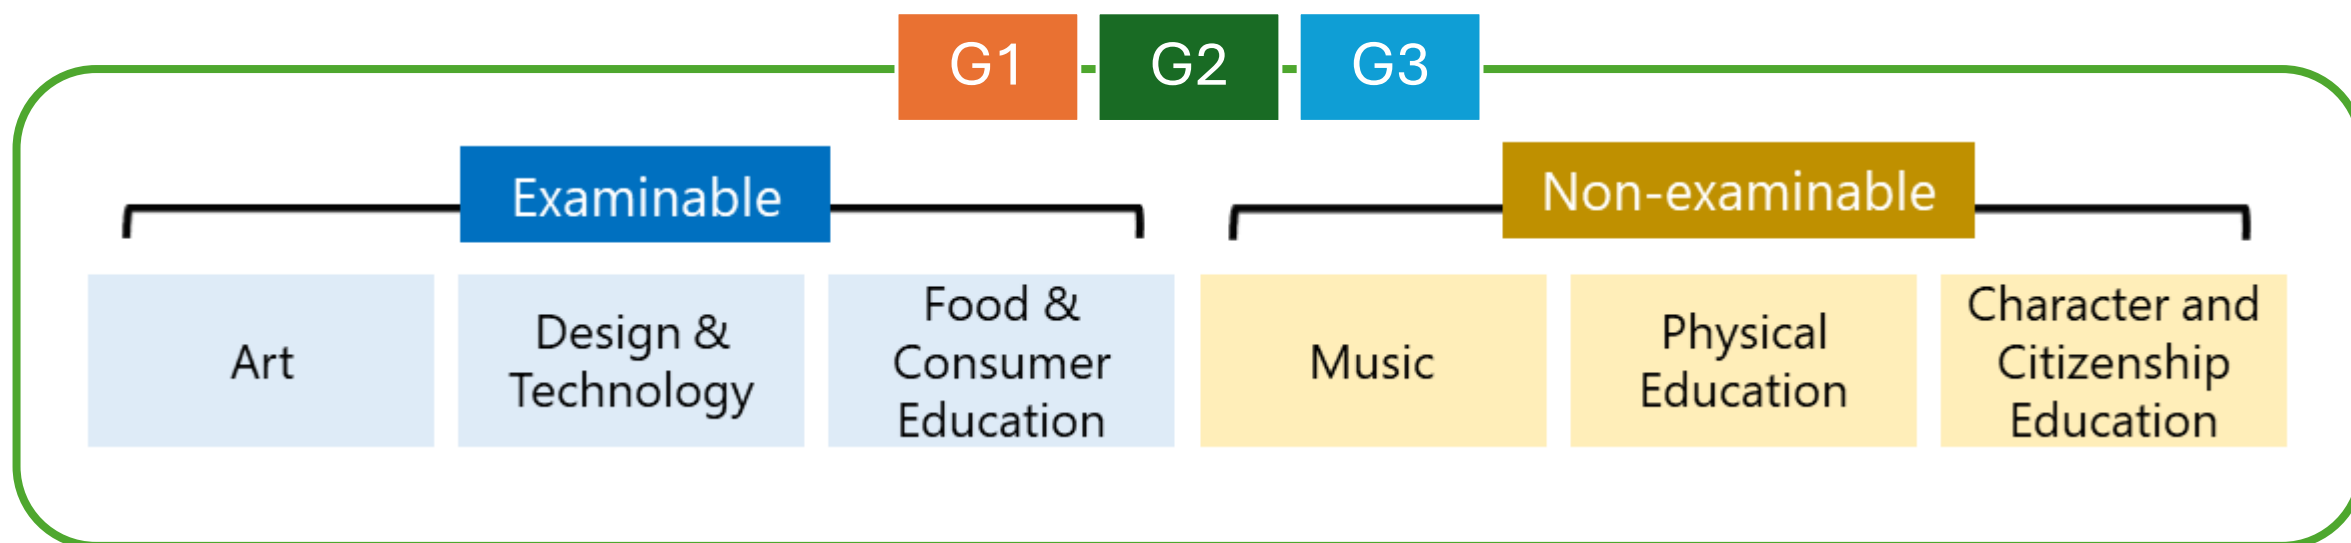 G1 G2 G3
Examinable
Non-examinable
Art
Design &
Technology
Food &
Consumer
Education
Music
Physical
Education
Character and
Citizenship
Education